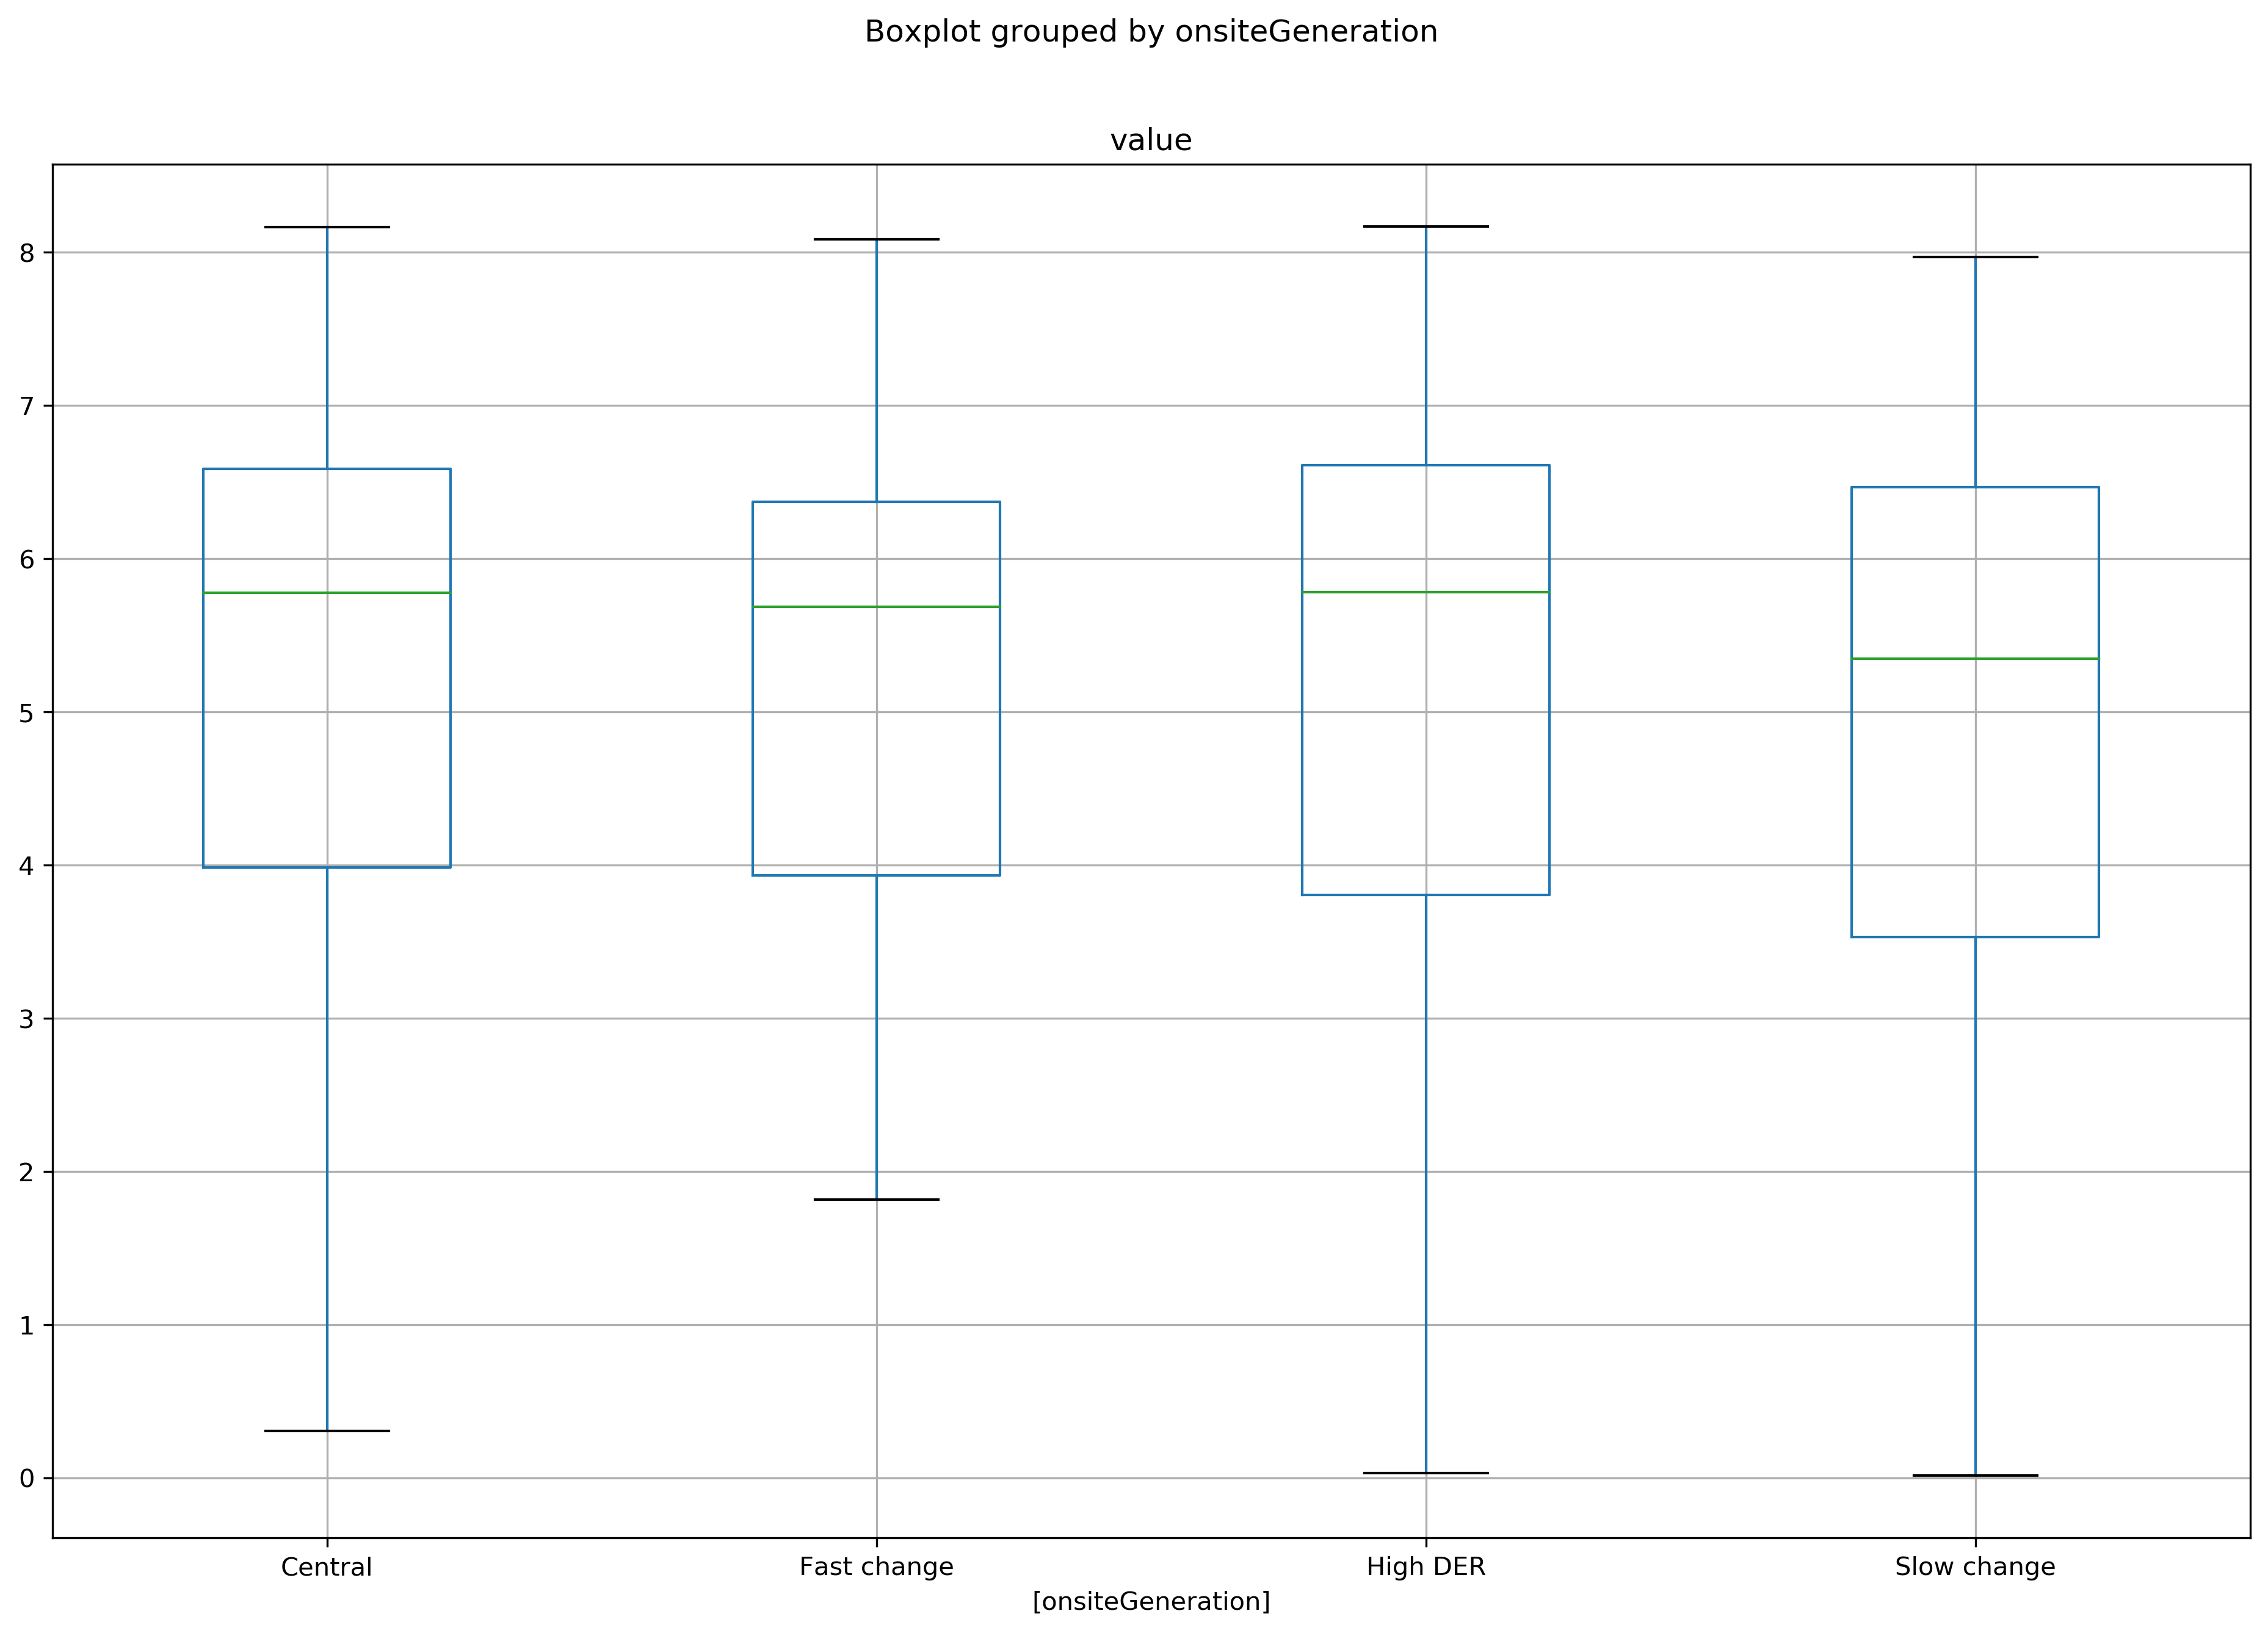 Boxplot grouped by onsiteGeneration
value
8
7
6
5
4
3
2
1
0
Central Fast change High DER Slow change
[onsiteGeneration]